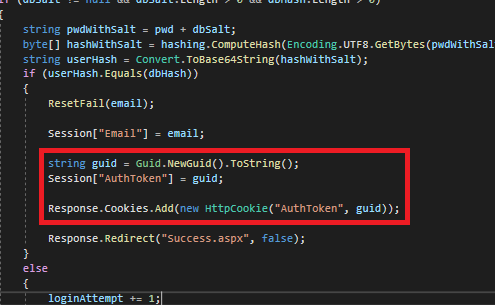 if (dbSalt != null && dbSalt.Length > 0 && dbHash.Length > 0)
{
string pwdWithSalt = pwd + dbSalt;
byte[] hashWithSalt = hashing.ComputeHash(Encoding.UTF8.GetBytes(pwdWithSal
string userHash = Convert.ToBase64String(hashWithSalt);
if (userHash.Equals(dbHash))
{
ResetFail(email);
Session["Email"] = email;
string guid = Guid.NewGuid().ToString();
Session["AuthToken"] = guid;
Response.Cookies.Add(new HttpCookie("AuthToken", guid));
Response.Redirect("Success.aspx", false);
}
else
{
loginAttempt += 1;